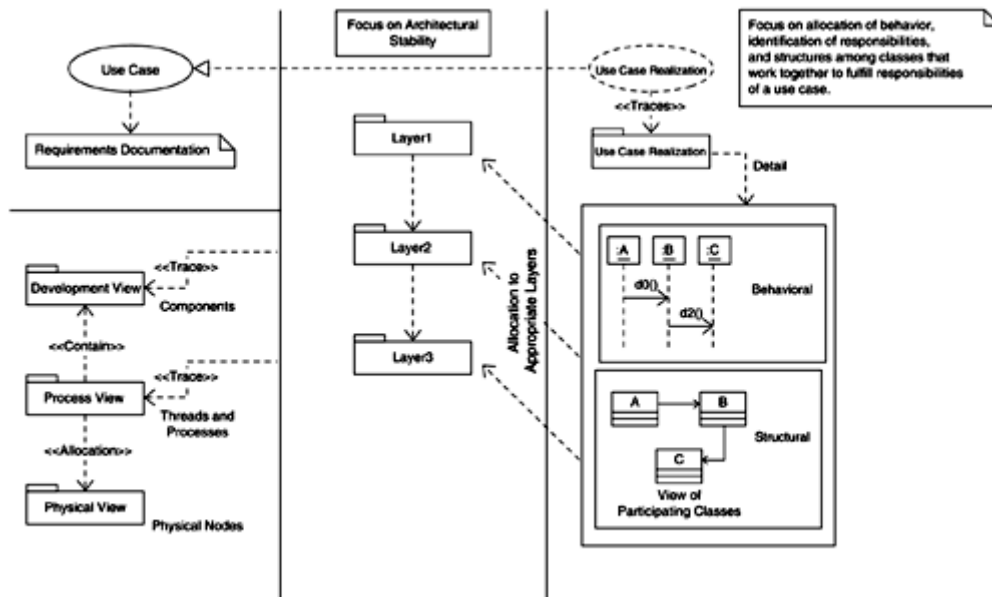 Focus on Architectural
Stability
Focus on allocation of behavior,
identification of responsibilities,
and structures among classes that
work together to fulfill responsibilities
of a use case.
Use Case
Use Case Realization
<<Traces>>
Requirements Documentation
Layer1
Use Case Realization
Detail
<<Trace>>
Development View
Components
<<Contain>>
<<Trace>>
Process View
Threads and
Processes
<<Allocation>>
Physical View
Physical Nodes
Layer2
Layer3
Allocation to
Appropriate Layers
:A
:B
:C
d0()
d2()
Behavioral
A
B
C
Structural
View of
Participating Classes